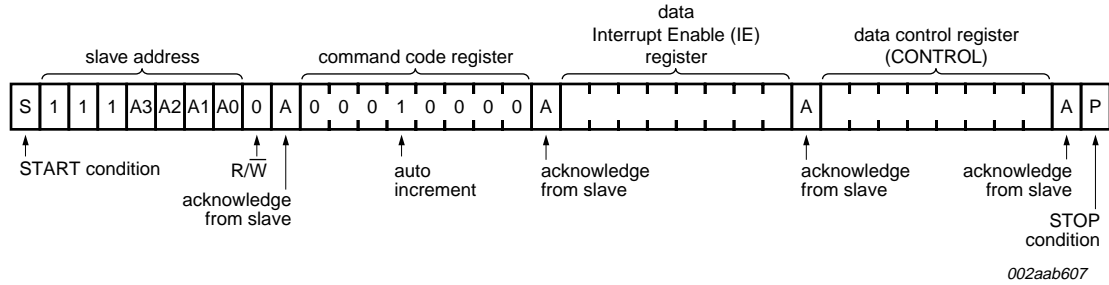 data
Interrupt Enable (IE)
register
data control register
(CONTROL)
slave address
command code register
S 1 1 1 A3 A2 A1 A0 0 A 0 0 0 1 0 0 0 0 A A A P
START condition
R/W̅
acknowledge
from slave
auto
increment
acknowledge
from slave
acknowledge
from slave
acknowledge
from slave
STOP
condition
002aab607